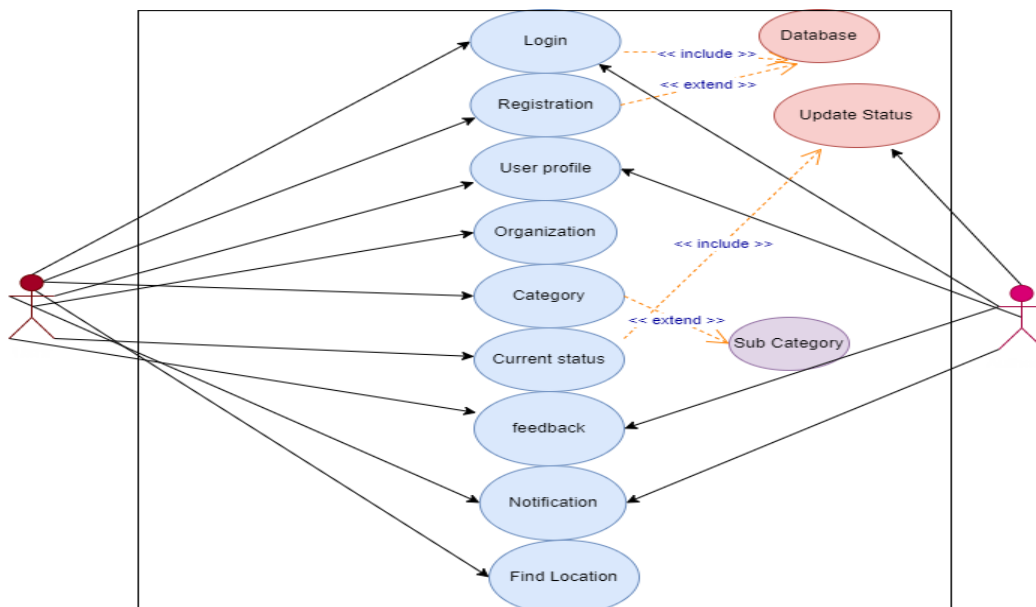 Login
<< include >>
Database
Registration
<< extend >>
Update Status
User profile
Organization
<< include >>
Category
<< extend >>
Sub Category
Current status
feedback
Notification
Find Location